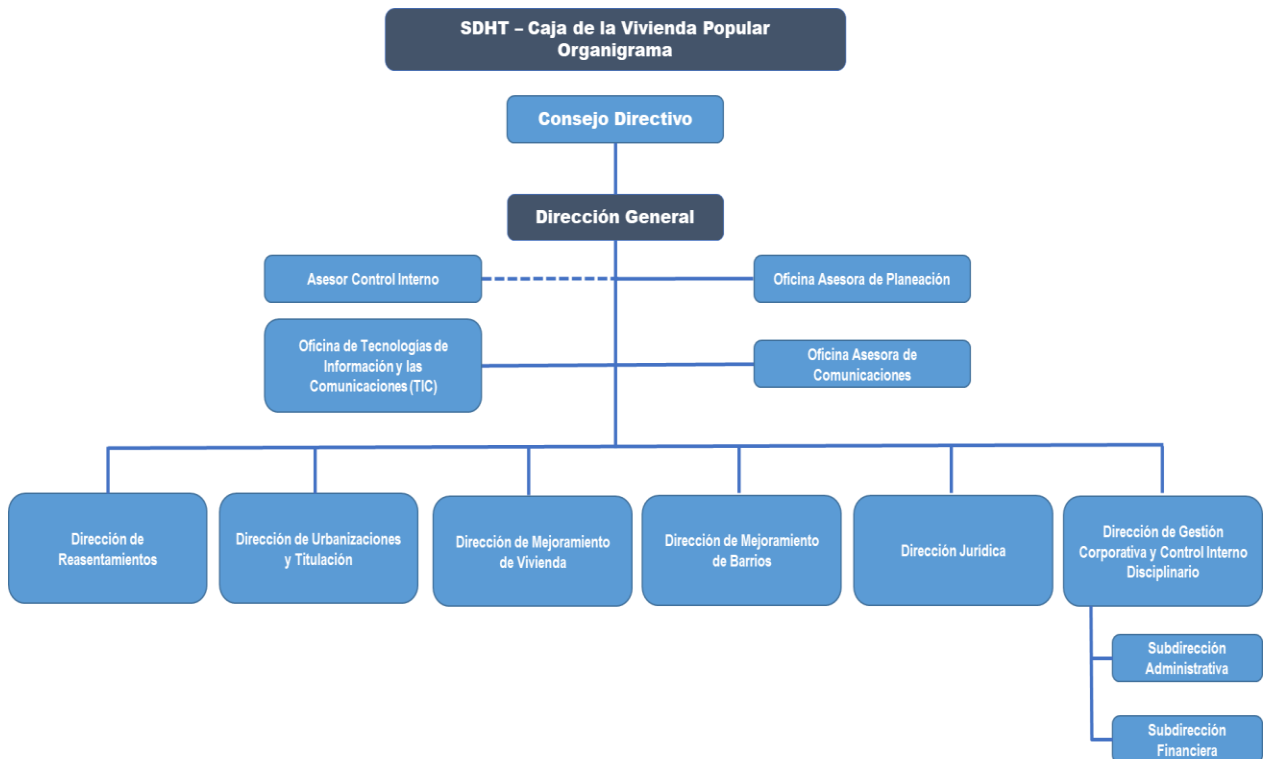 SDHT – Caja de la Vivienda Popular
Organigrama
Consejo Directivo
Dirección General
Asesor Control Interno
Oficina Asesora de Planeación
Oficina de Tecnologías de
Información y las
Comunicaciones (TIC)
Oficina Asesora de
Comunicaciones
Dirección de
Reasentamientos
Dirección de Urbanizaciones
y Titulación
Dirección de Mejoramiento
de Vivienda
Dirección de Mejoramiento
de Barrios
Dirección Jurídica
Dirección de Gestión
Corporativa y Control Interno
Disciplinario
Subdirección
Administrativa
Subdirección
Financiera